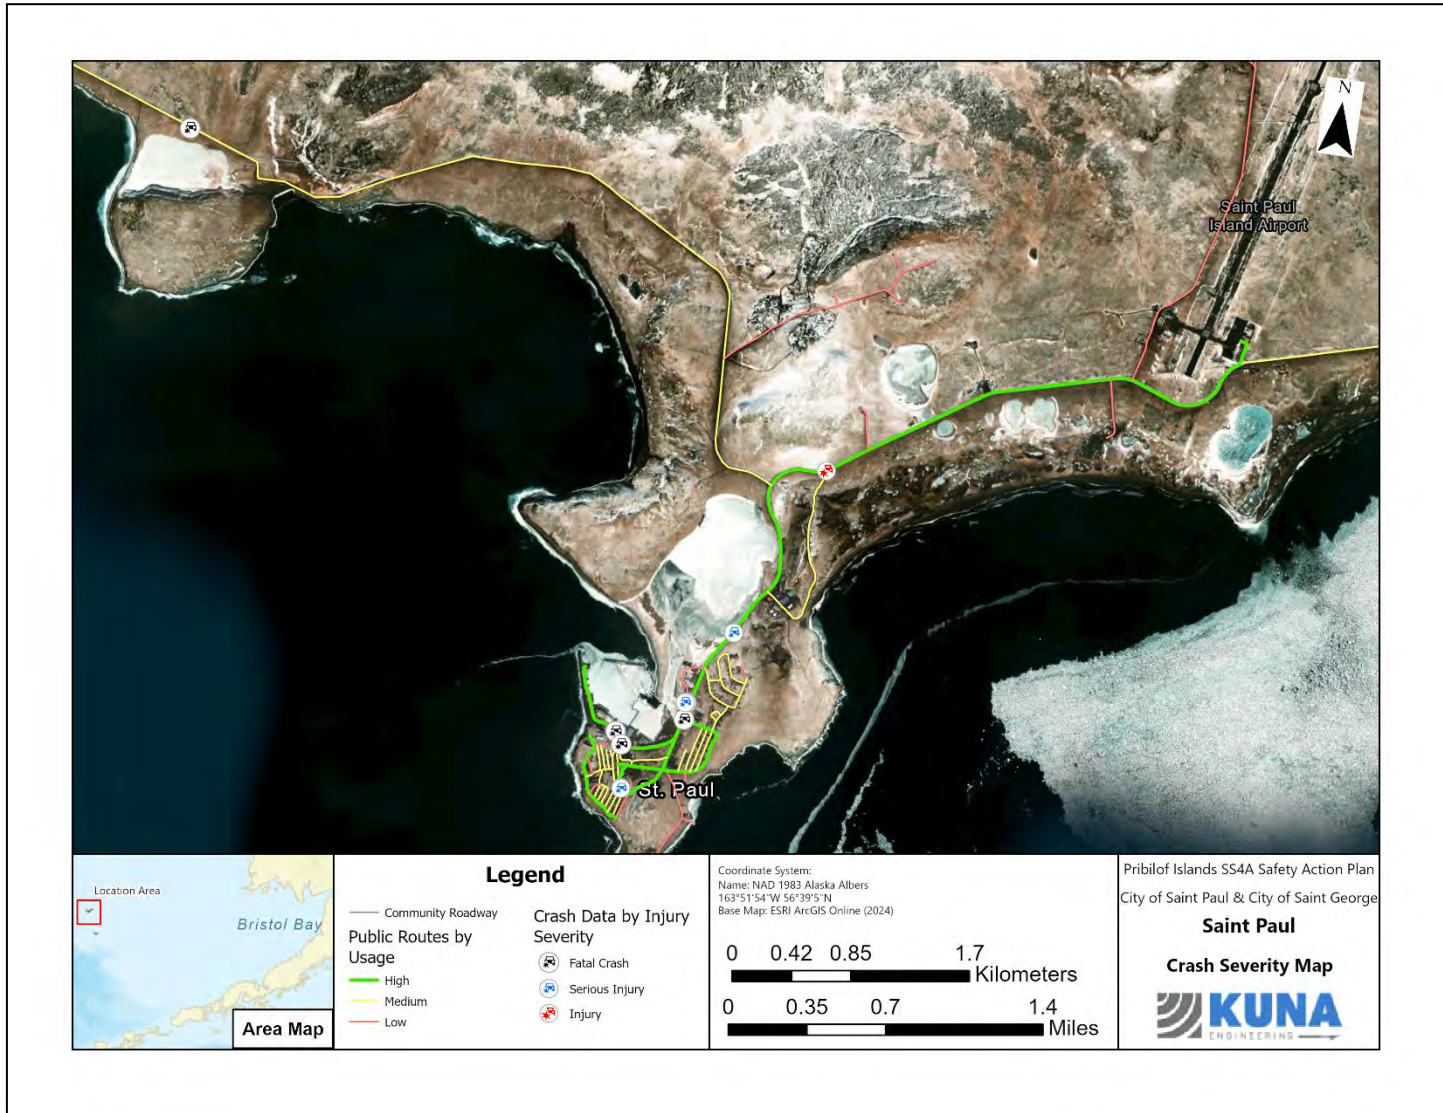 N
Saint Paul
Island Airport
St. Paul
Location Area
Bristol Bay
Area Map
Legend
Community Roadway
Public Routes by
Usage
High
Medium
Low
Crash Data by Injury
Severity
Fatal Crash
Serious Injury
Injury
Coordinate System:
Name: NAD 1983 Alaska Albers
163°51'54"W 56°39'5"N
Base Map: ESRI ArcGIS Online (2024)
0 0.42 0.85 1.7
Kilometers
0 0.35 0.7 1.4
Miles
Pribilof Islands SS4A Safety Action Plan
City of Saint Paul & City of Saint George
Saint Paul
Crash Severity Map
KUNA
ENGINEERING